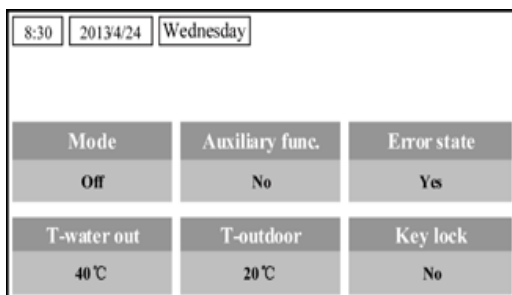 8:30 2013/4/24 Wednesday
Mode Auxiliary func. Error state
Off No Yes
T-water out T-outdoor Key lock
40℃ 20℃ No